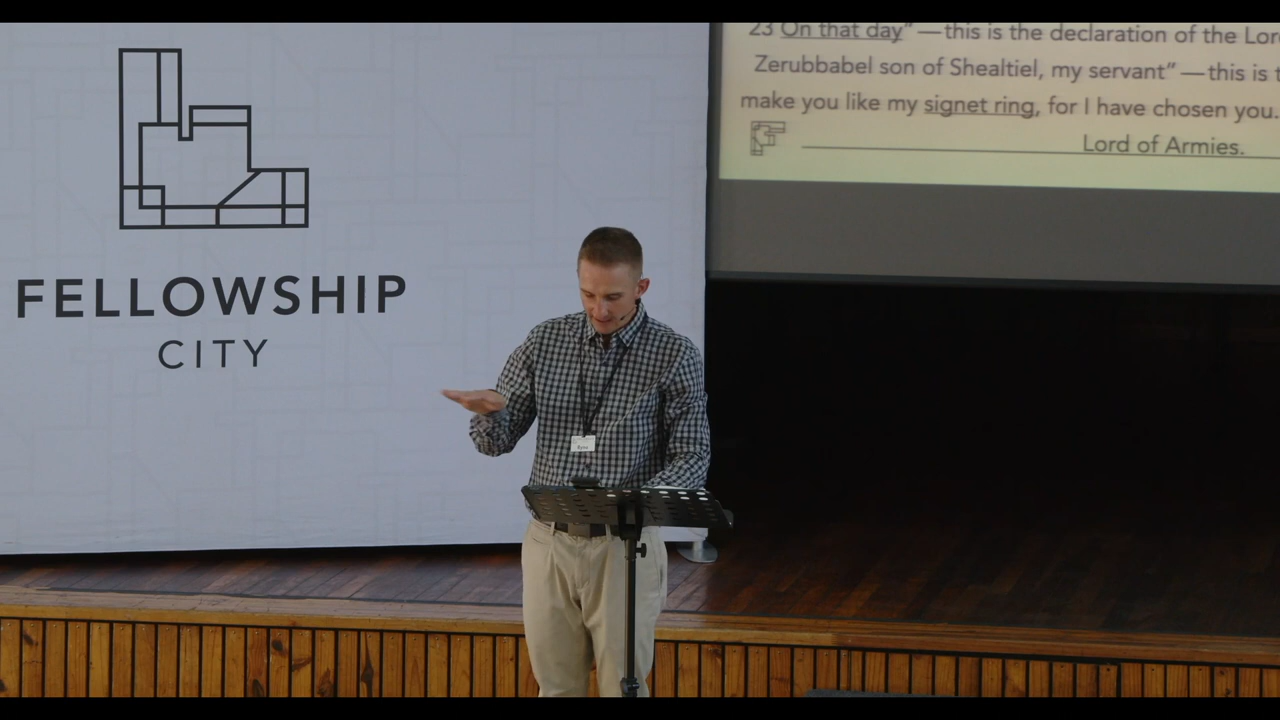 FELLOWSHIP
CITY
23 On that day” — this is the declaration of the Lor
Zerubbabel son of Shealtiel, my servant” — this is t
make you like my signet ring, for I have chosen you.
Lord of Armies.